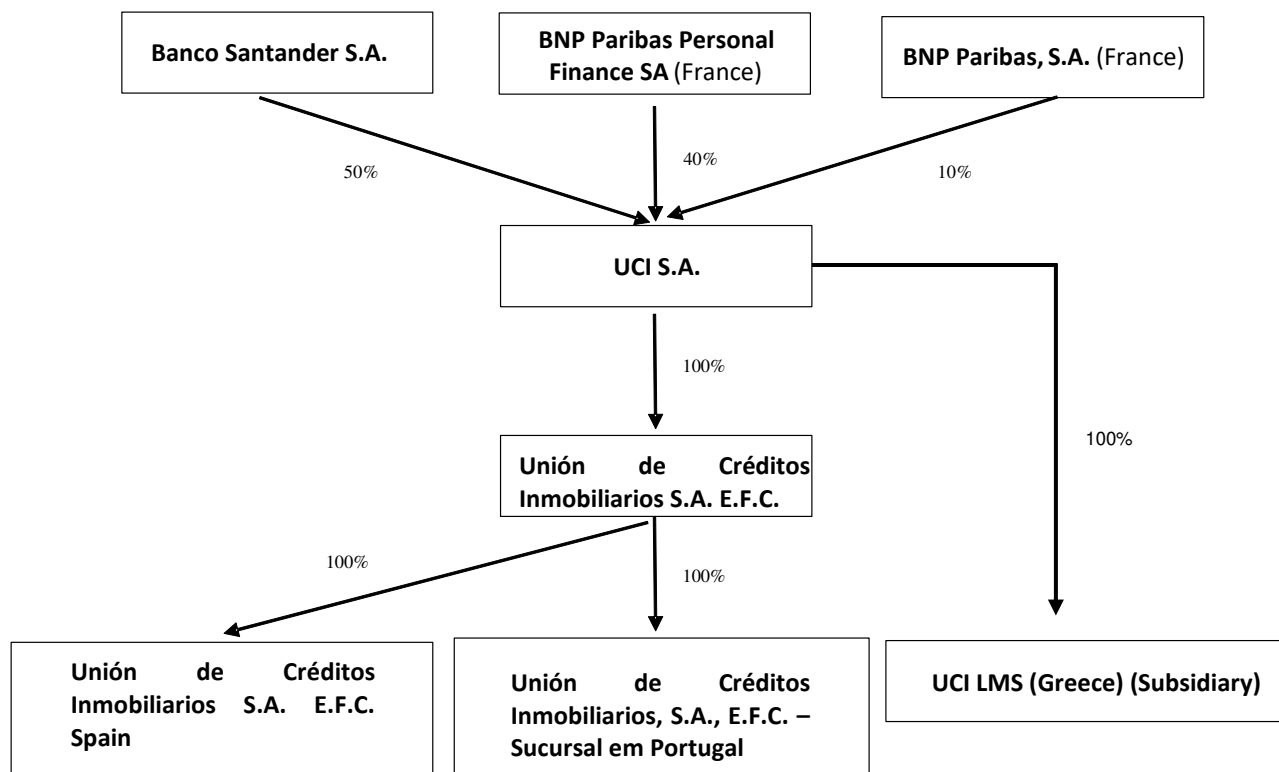 Banco Santander S.A.
BNP Paribas Personal
Finance SA (France)
BNP Paribas, S.A. (France)
50%
40%
10%
UCI S.A.
100%
100%
Unión de Créditos
Inmobiliarios S.A. E.F.C.
100%
100%
Unión de Créditos
Inmobiliarios S.A. E.F.C.
Spain
Unión de Créditos
Inmobiliarios, S.A., E.F.C. –
Sucursal em Portugal
UCI LMS (Greece) (Subsidiary)